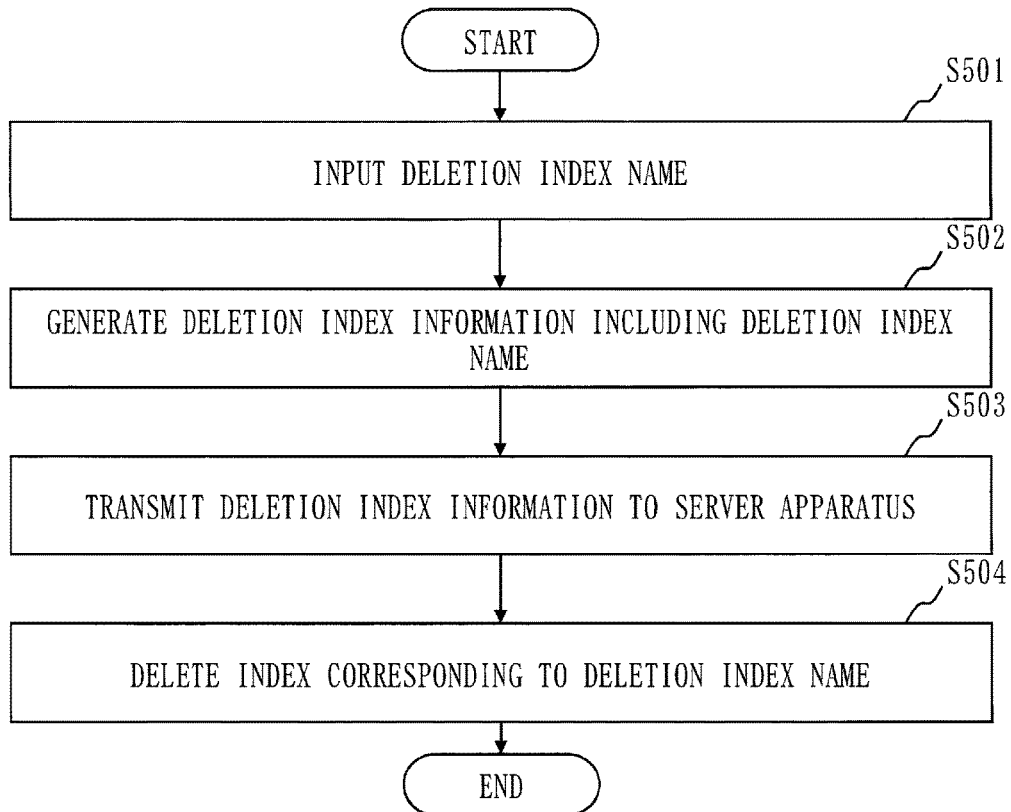 START
S501
INPUT DELETION INDEX NAME
S502
GENERATE DELETION INDEX INFORMATION INCLUDING DELETION INDEX
NAME
S503
TRANSMIT DELETION INDEX INFORMATION TO SERVER APPARATUS
S504
DELETE INDEX CORRESPONDING TO DELETION INDEX NAME
END